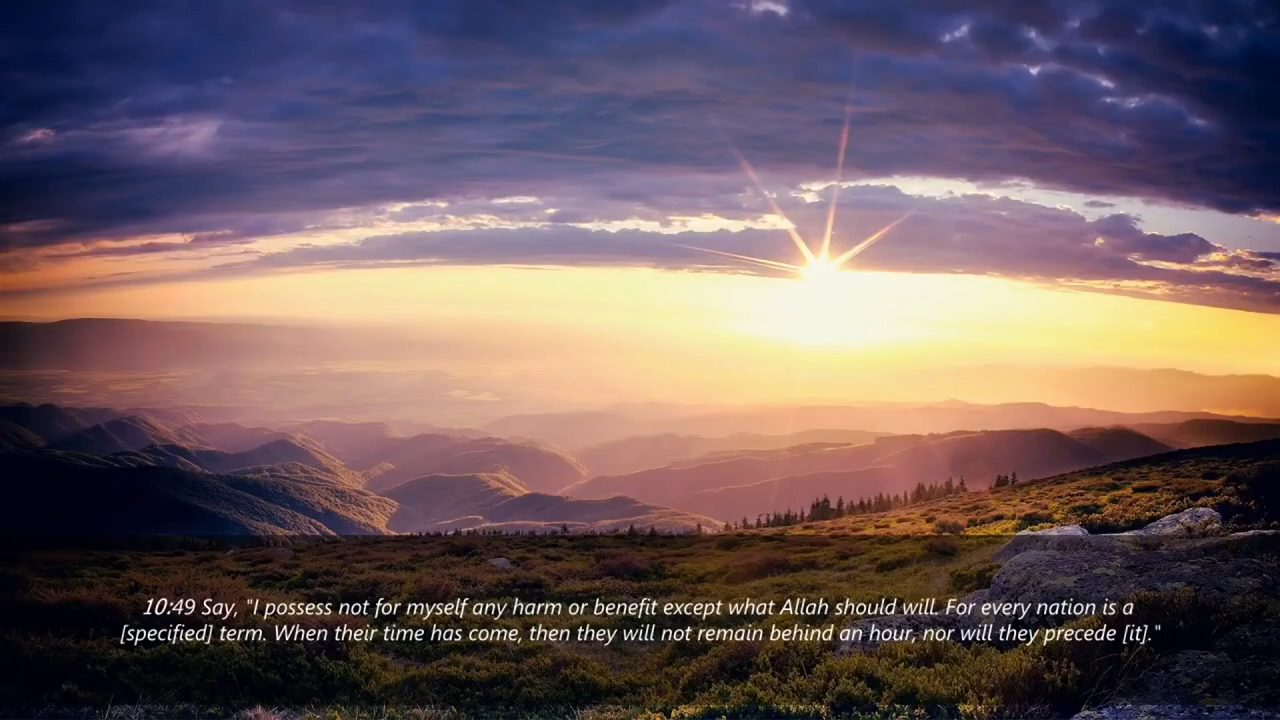 10:49 Say, "I possess not for myself any harm or benefit except what Allah should will. For every nation is a
[specified] term. When their time has come, then they will not remain behind an hour, nor will they precede [it]."